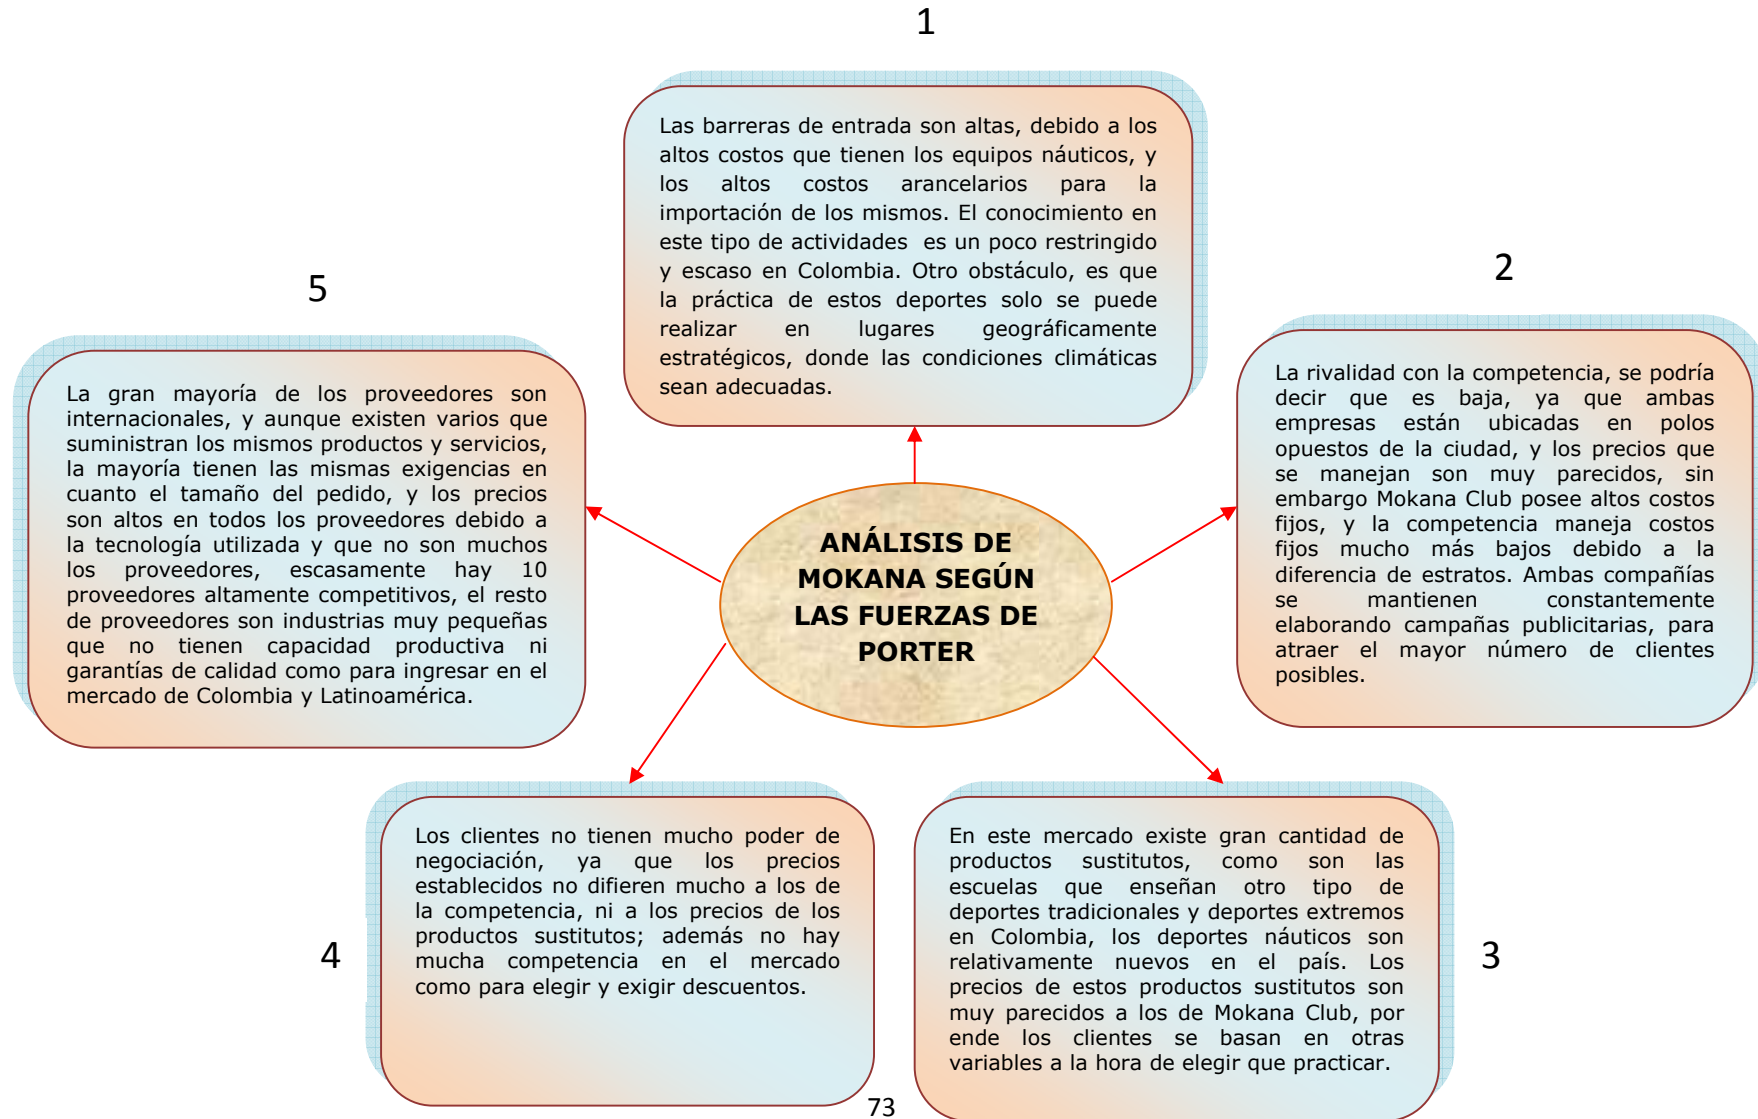 1
Las barreras de entrada son altas, debido a los
altos costos que tienen los equipos náuticos, y
los altos costos arancelarios para la
importación de los mismos. El conocimiento en
este tipo de actividades es un poco restringido
y escaso en Colombia. Otro obstáculo, es que
la práctica de estos deportes solo se puede
realizar en lugares geográficamente
estratégicos, donde las condiciones climáticas
sean adecuadas.
2
La rivalidad con la competencia, se podría
decir que es baja, ya que ambas
empresas están ubicadas en polos
opuestos de la ciudad, y los precios que
se manejan son muy parecidos, sin
embargo Mokana Club posee altos costos
fijos, y la competencia maneja costos
fijos mucho más bajos debido a la
diferencia de estratos. Ambas compañías
se mantienen constantemente
elaborando campañas publicitarias, para
atraer el mayor número de clientes
posibles.
5
La gran mayoría de los proveedores son
internacionales, y aunque existen varios que
suministran los mismos productos y servicios,
la mayoría tienen las mismas exigencias en
cuanto el tamaño del pedido, y los precios
son altos en todos los proveedores debido a
la tecnología utilizada y que no son muchos
los proveedores, escasamente hay 10
proveedores altamente competitivos, el resto
de proveedores son industrias muy pequeñas
que no tienen capacidad productiva ni
garantías de calidad como para ingresar en el
mercado de Colombia y Latinoamérica.
ANÁLISIS DE
MOKANA SEGÚN
LAS FUERZAS DE
PORTER
4
Los clientes no tienen mucho poder de
negociación, ya que los precios
establecidos no difieren mucho a los de
la competencia, ni a los precios de los
productos sustitutos; además no hay
mucha competencia en el mercado
como para elegir y exigir descuentos.
3
En este mercado existe gran cantidad de
productos sustitutos, como son las
escuelas que enseñan otro tipo de
deportes tradicionales y deportes extremos
en Colombia, los deportes náuticos son
relativamente nuevos en el país. Los
precios de estos productos sustitutos son
muy parecidos a los de Mokana Club, por
ende los clientes se basan en otras
variables a la hora de elegir que practicar.
73